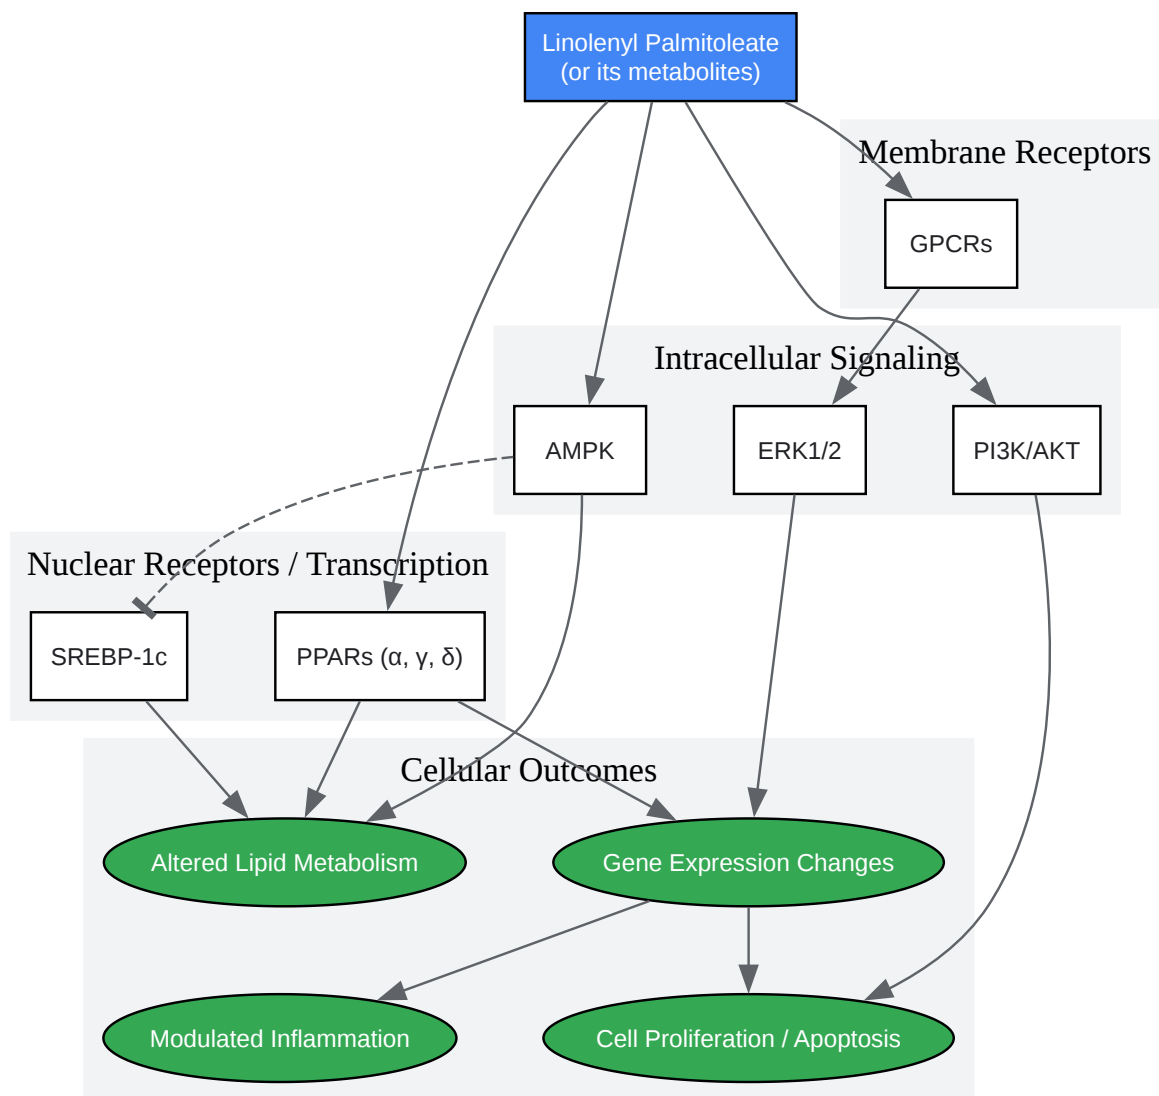 Linolenyl Palmitoleate
(or its metabolites)
Membrane Receptors
GPCRs
Intracellular Signaling
AMPK
ERK1/2
PI3K/AKT
Nuclear Receptors / Transcription
SREBP-1c
PPARs (α, γ, δ)
Cellular Outcomes
Altered Lipid Metabolism
Gene Expression Changes
Modulated Inflammation
Cell Proliferation / Apoptosis